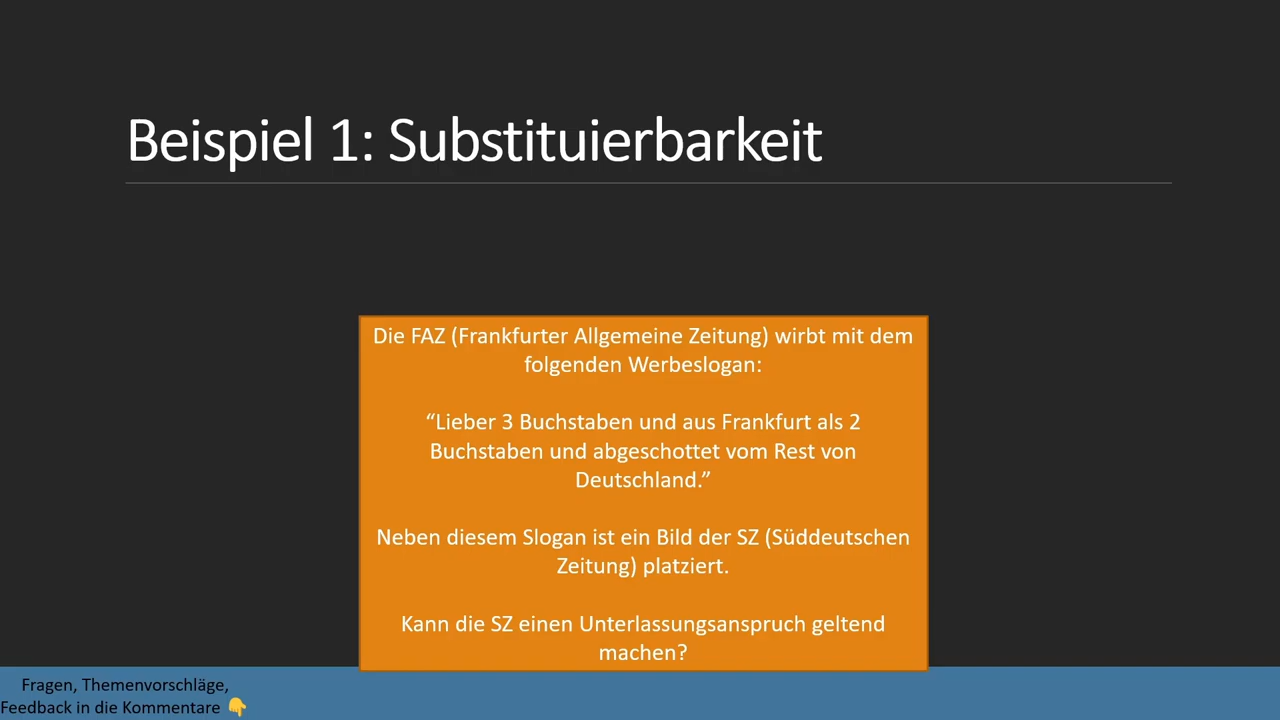 Beispiel 1: Substituierbarkeit
Die FAZ (Frankfurter Allgemeine Zeitung) wirbt mit dem
folgenden Werbeslogan:
“Lieber 3 Buchstaben und aus Frankfurt als 2
Buchstaben und abgeschottet vom Rest von
Deutschland.”
Neben diesem Slogan ist ein Bild der SZ (Süddeutschen
Zeitung) platziert.
Kann die SZ einen Unterlassungsanspruch geltend
machen?
Fragen, Themenvorschläge,
Feedback in die Kommentare 👇